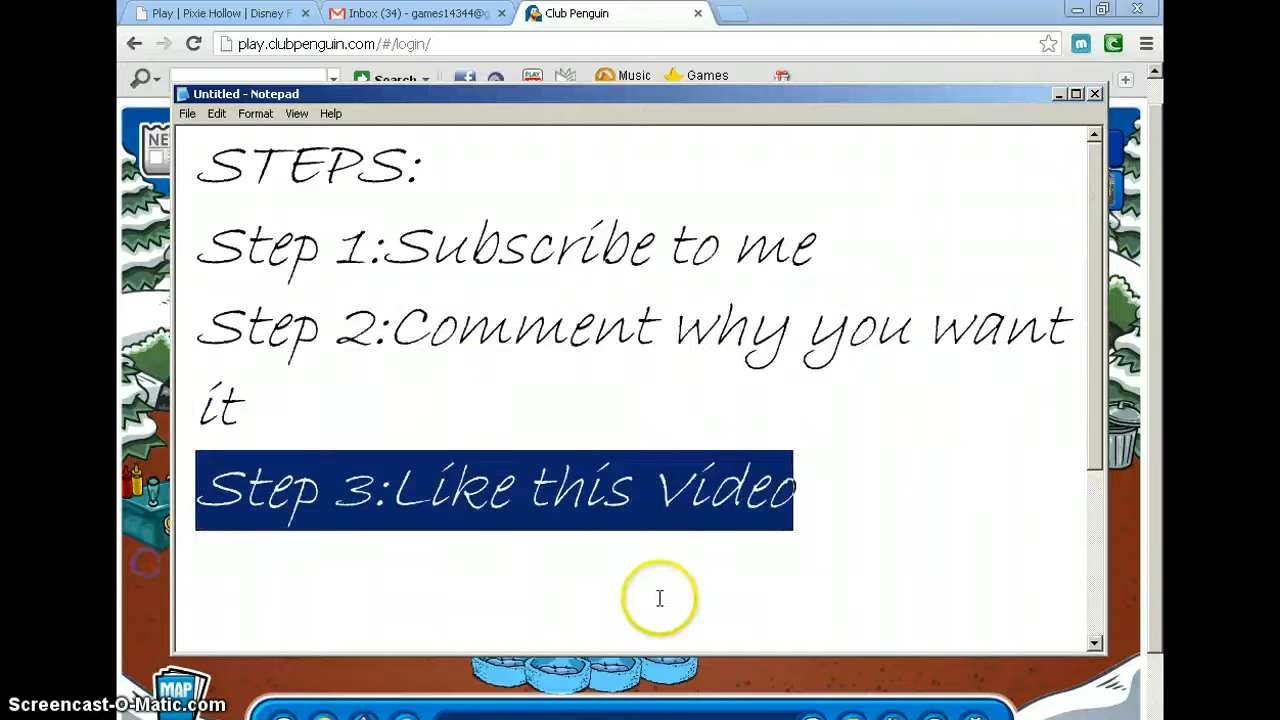 Play | Pixie Hollow | Disney F
Inbox (34) - games14344@g
Club Penguin
play.clubpenguin.com/#/login/
Search
PLAY
Music
Games
Untitled - Notepad
File Edit Format View Help
NE
STEPS:
Step 1:Subscribe to me
Step 2:Comment why you want
it
Step 3:Like this Video
MAP
Screencast-O-Matic.com